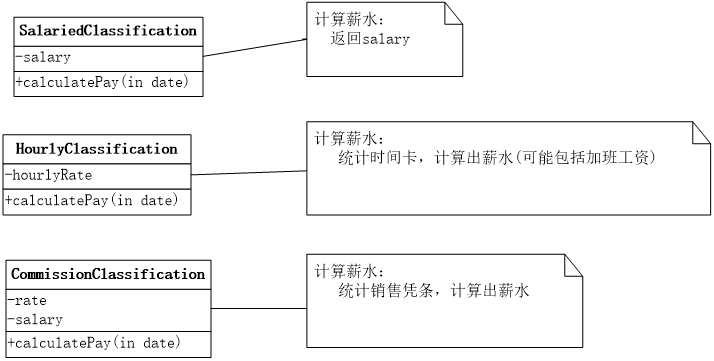 SalariedClassification
-salary
+calculatePay(in date)
计算薪水:
返回salary
HourlyClassification
-hourlyRate
+calculatePay(in date)
计算薪水:
统计时间卡，计算出薪水(可能包括加班工资)
CommissionClassification
-rate
-salary
+calculatePay(in date)
计算薪水:
统计销售凭条，计算出薪水